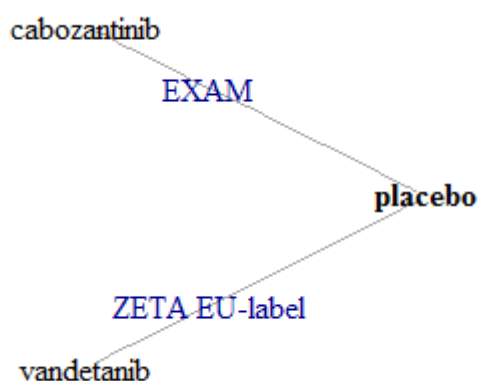 cabozantinib
EXAM
placebo
ZETA EU-label
vandetanib